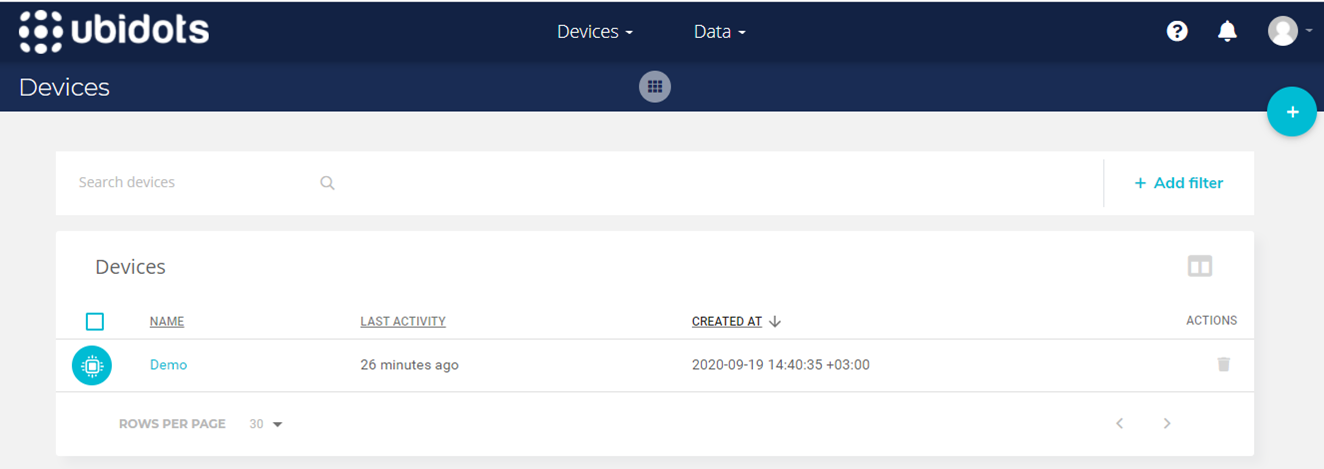 ubidots
Devices
Data
?
Devices
+
Search devices
+ Add filter
Devices
NAME LAST ACTIVITY CREATED AT ↓ ACTIONS
Demo 26 minutes ago 2020-09-19 14:40:35 +03:00
ROWS PER PAGE 30